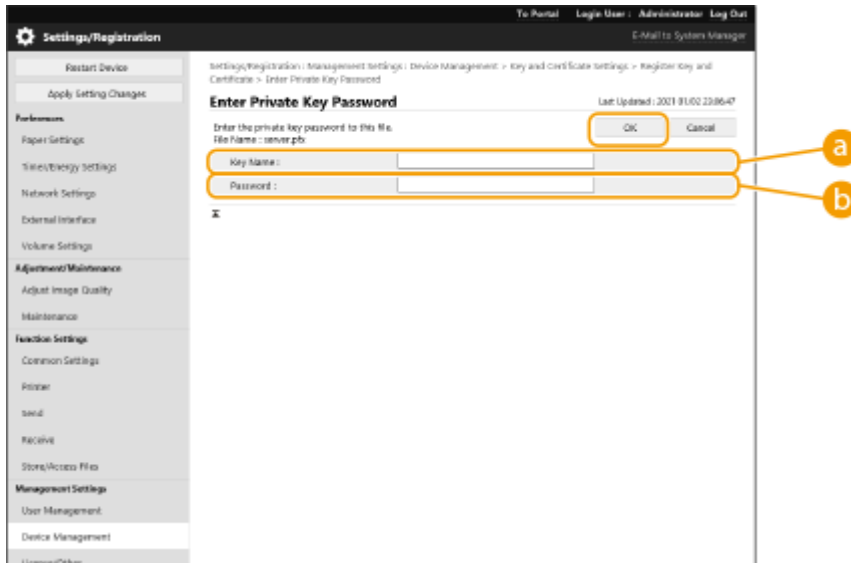 To Portal Login User : Administrator Log Out
Settings/Registration
E-Mail to System Manager
Restart Device
Apply Setting Changes
Preferences
Paper Settings
Timer/Energy Settings
Network Settings
External Interface
Volume Settings
Adjustment/Maintenance
Adjust Image Quality
Maintenance
Function Settings
Common Settings
Printer
Send
Receive
Store/Access Files
Management Settings
User Management
Device Management
License/Other
Settings/Registration : Management Settings : Device Management > Key and Certificate Settings > Register Key and
Certificate > Enter Private Key Password
Enter Private Key Password
Last Updated : 2021 01/02 23:06:47
Enter the private key password to this file.
File Name : server.pfx
OK
Cancel
Key Name :
a
Password :
b